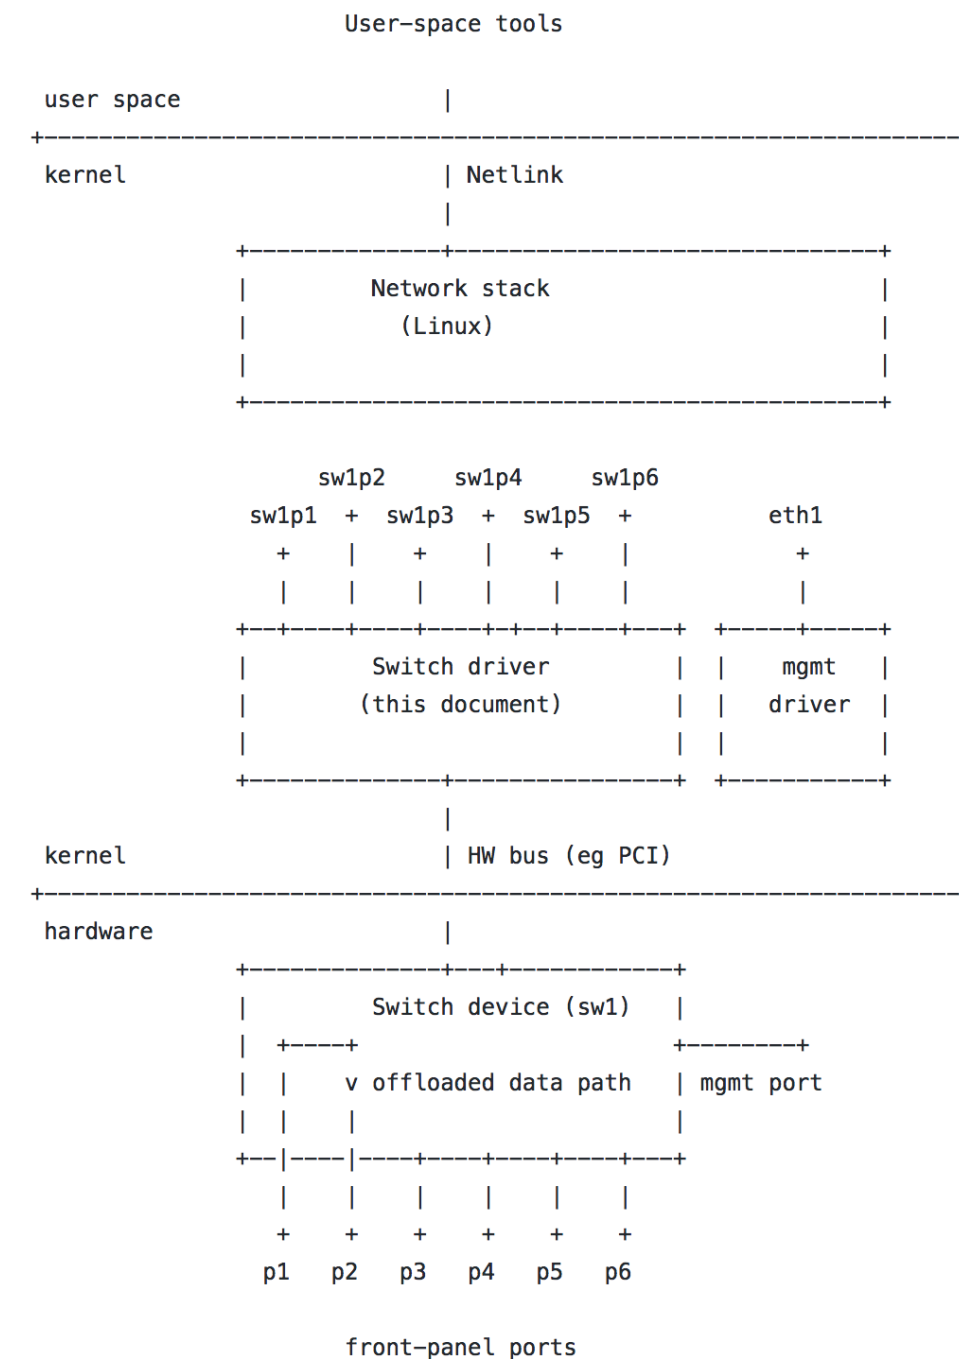 User-space tools
user space |
+-------------------------------------------------------------------
kernel | Netlink
|
+--------------+-------------------------------+
| Network stack |
| (Linux) |
| |
+----------------------------------------------+
sw1p2 sw1p4 sw1p6
sw1p1 + sw1p3 + sw1p5 + eth1
+ | + | + | +
| | | | | | |
+--+----+----+----+-+--+----+---+ +-----+-----+
| Switch driver | | mgmt |
| (this document) | | driver |
| | | |
+--------------+----------------+ +-----------+
|
kernel | HW bus (eg PCI)
+-------------------------------------------------------------------
hardware |
+--------------+---+------------+
| Switch device (sw1) |
| +----+ +--------+
| | v offloaded data path | mgmt port
| | | |
+--|----|----+----+----+----+---+
| | | | | |
+ + + + + +
p1 p2 p3 p4 p5 p6
front-panel ports